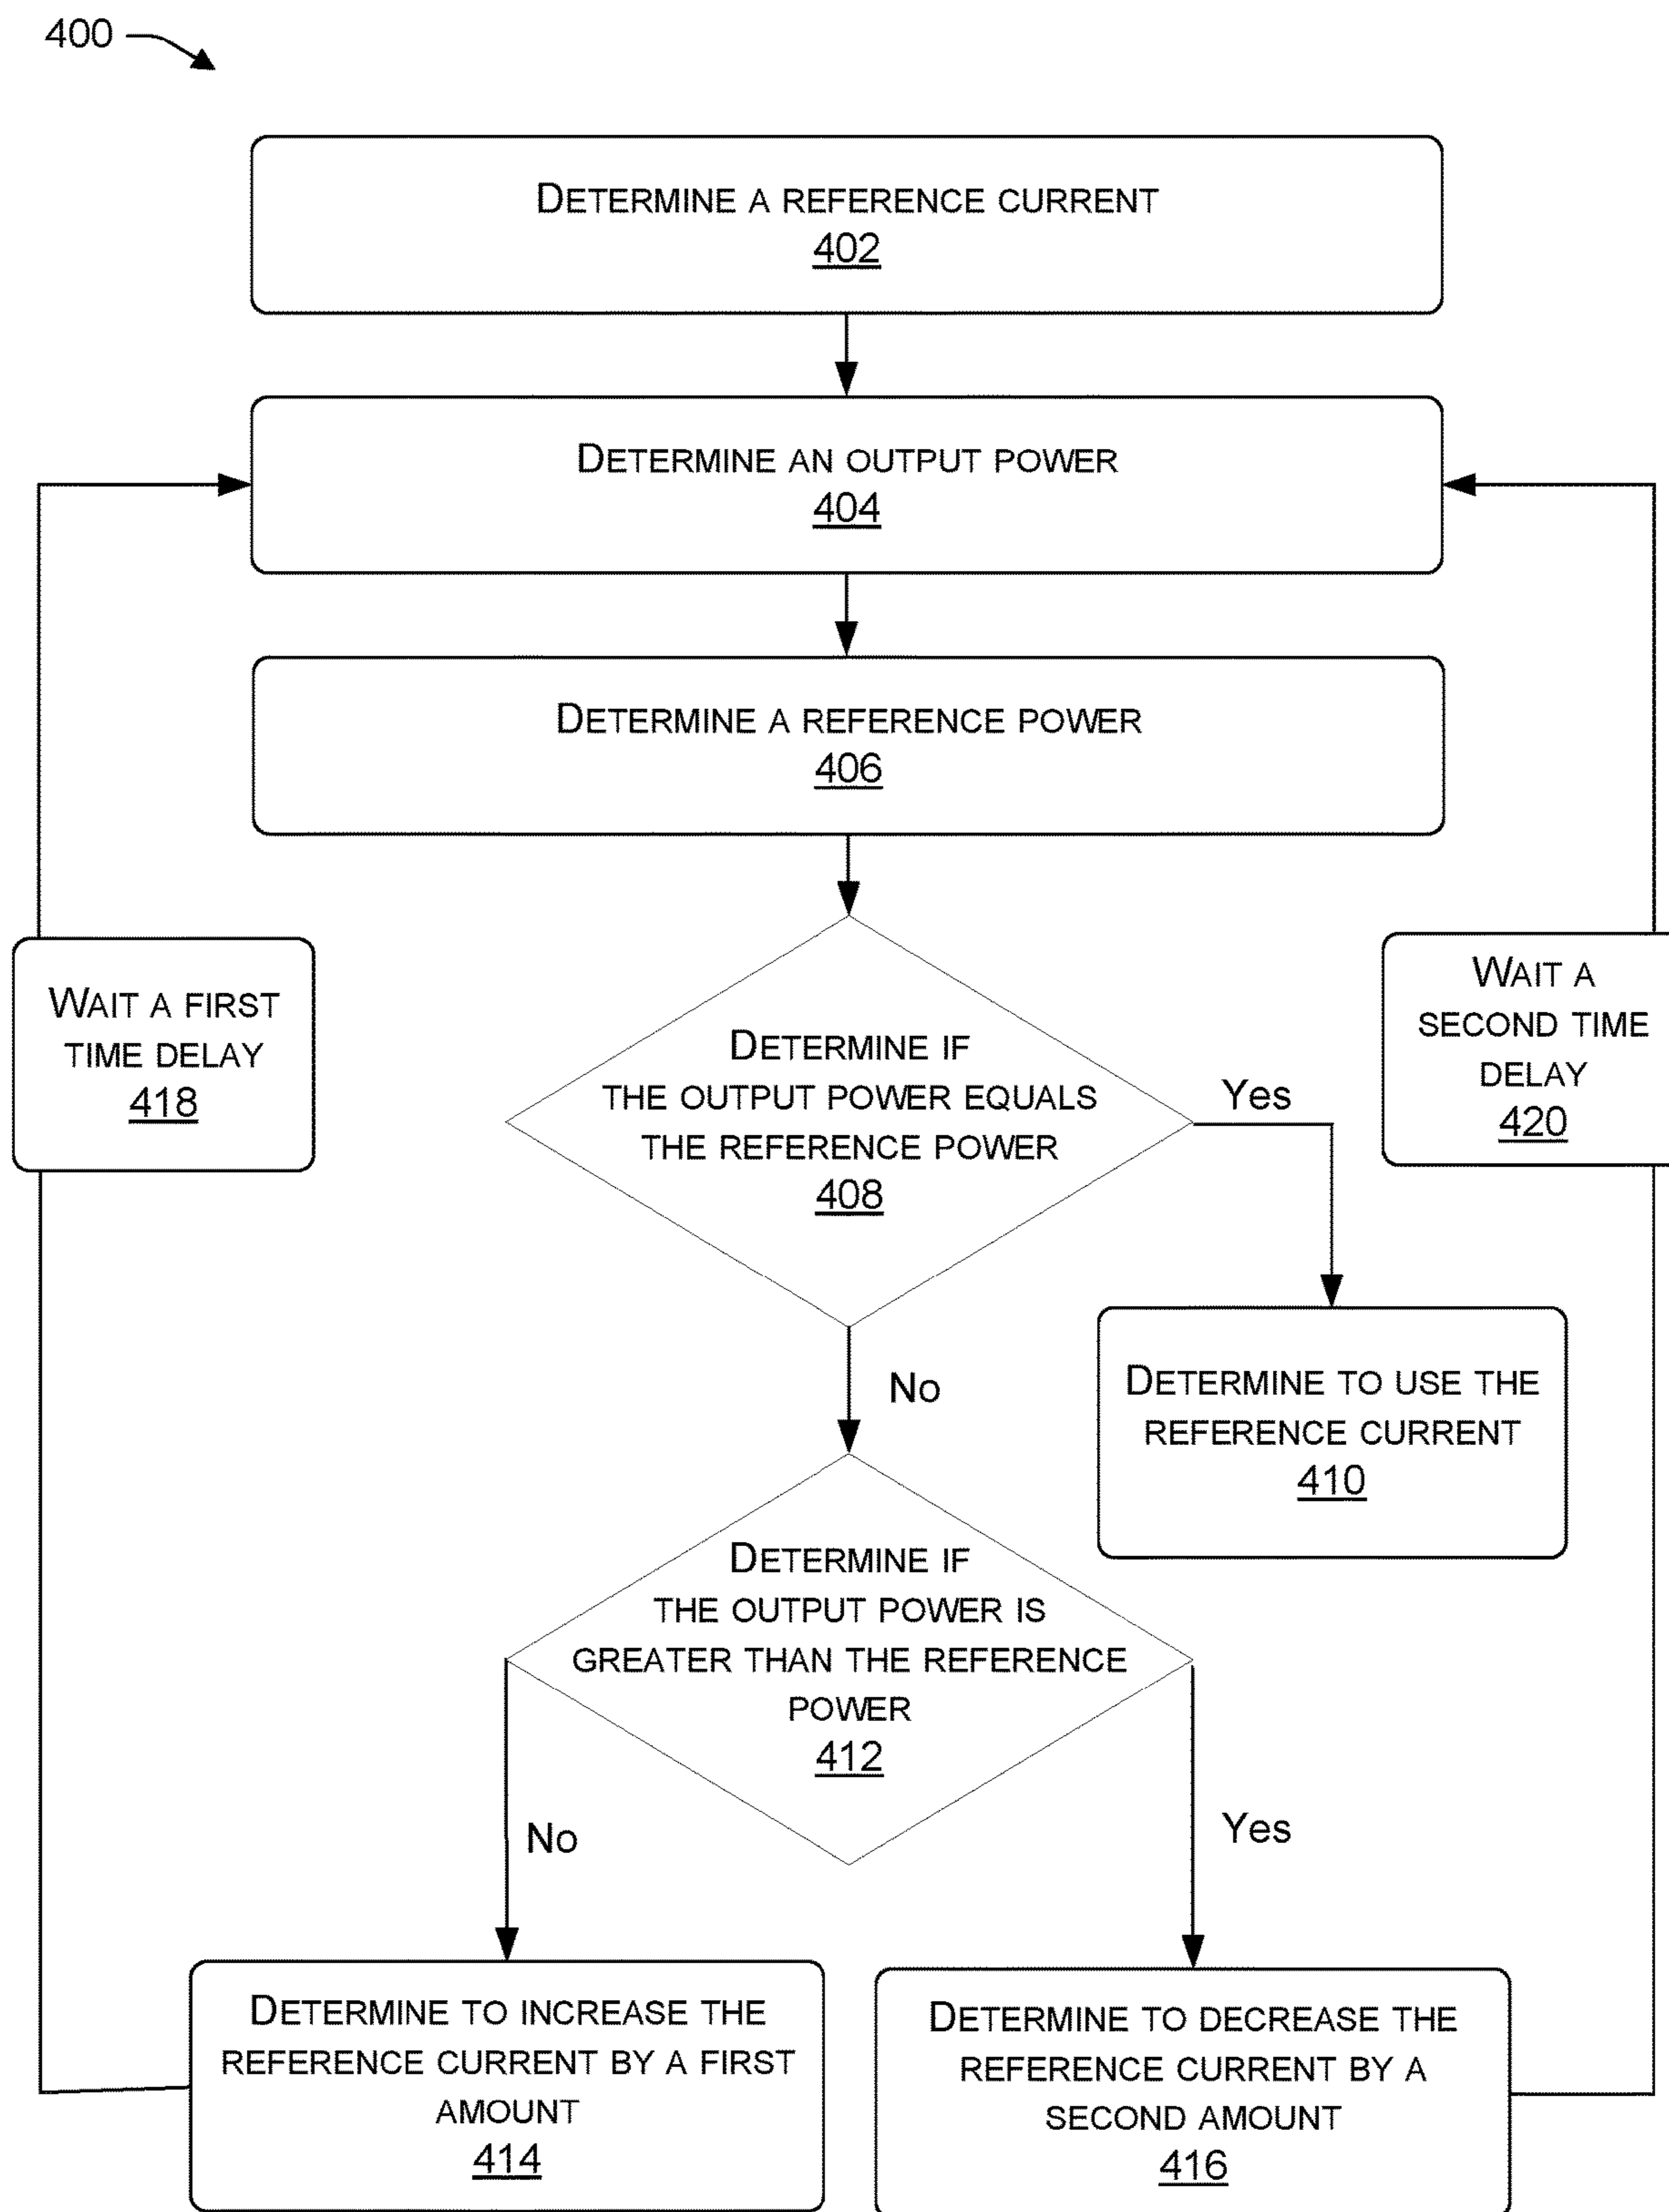 400
DETERMINE A REFERENCE CURRENT
402
DETERMINE AN OUTPUT POWER
404
DETERMINE A REFERENCE POWER
406
WAIT A FIRST
TIME DELAY
418
DETERMINE IF
THE OUTPUT POWER EQUALS
THE REFERENCE POWER
408
Yes
WAIT A
SECOND TIME
DELAY
420
No
DETERMINE TO USE THE
REFERENCE CURRENT
410
DETERMINE IF
THE OUTPUT POWER IS
GREATER THAN THE REFERENCE
POWER
412
No
Yes
DETERMINE TO INCREASE THE
REFERENCE CURRENT BY A FIRST
AMOUNT
414
DETERMINE TO DECREASE THE
REFERENCE CURRENT BY A
SECOND AMOUNT
416